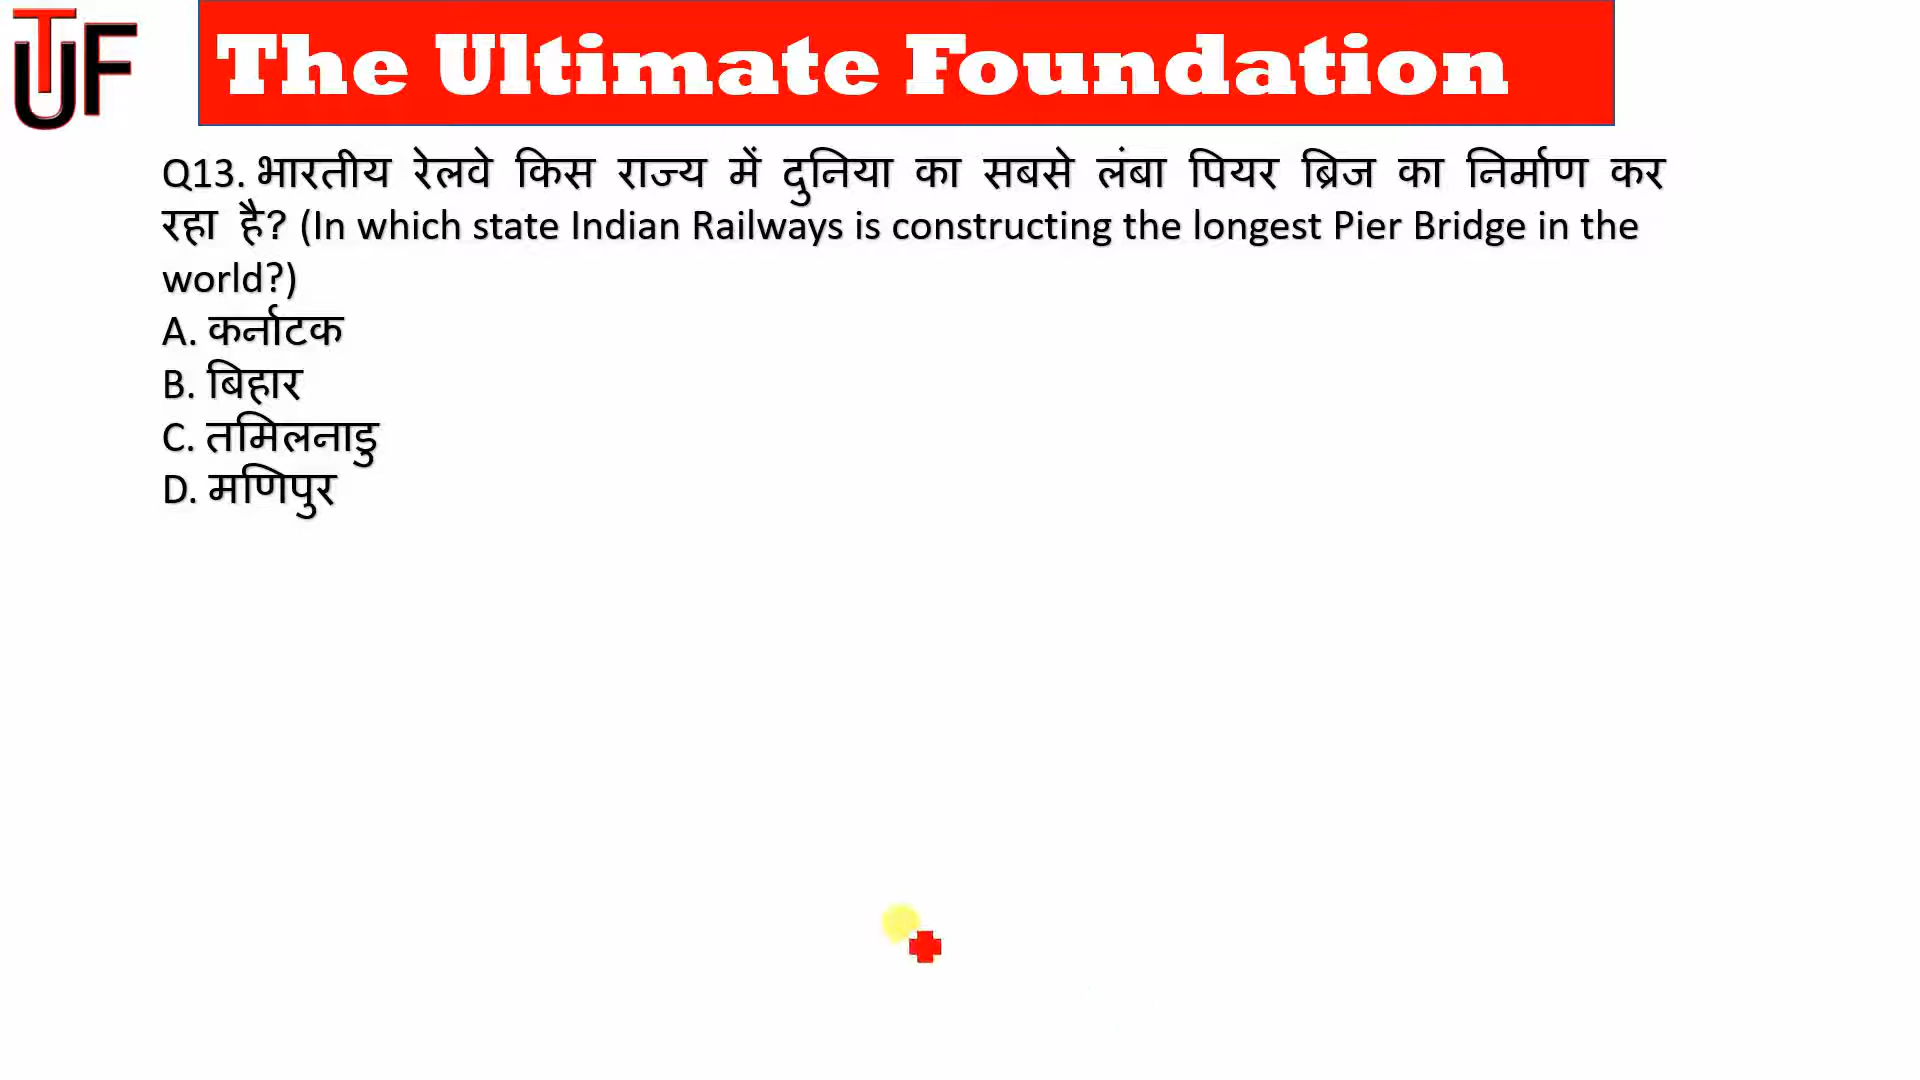 TUF
The Ultimate Foundation
Q13. भारतीय रेलवे किस राज्य में दुनिया का सबसे लंबा पियर ब्रिज का निर्माण कर
रहा है? (In which state Indian Railways is constructing the longest Pier Bridge in the
world?)
A. कर्नाटक
B. बिहार
C. तमिलनाडु
D. मणिपुर